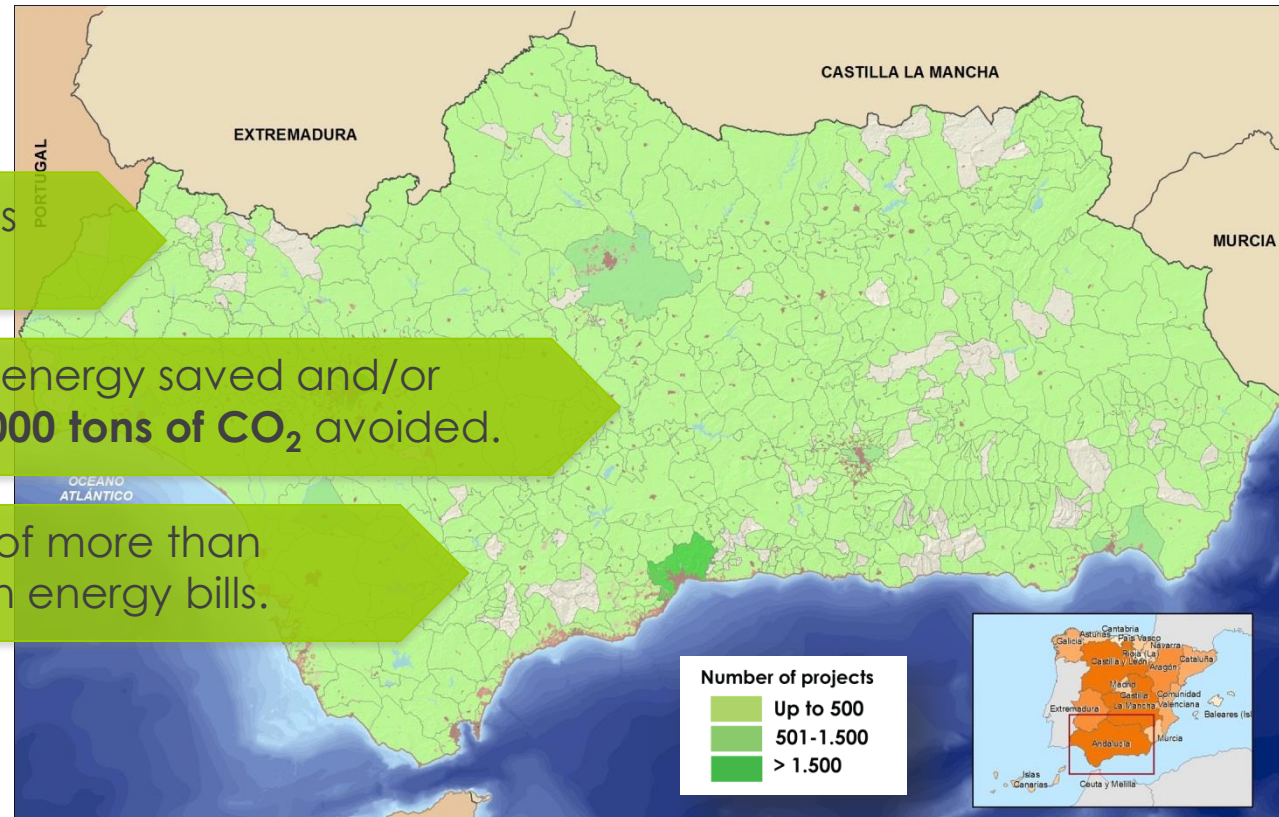 CASTILLA LA MANCHA
EXTREMADURA
PORTUGAL
MURCIA
s
energy saved and/or
000 tons of CO₂ avoided.
OCÉANO
ATLÁNTICO
of more than
n energy bills.
Number of projects
Up to 500
501-1.500
> 1.500
Galicia
Asturias
Cantabria
País Vasco
Navarra
Rioja (La)
Castilla y León
Aragón
Cataluña
Madrid
Castilla
La Mancha
Comunidad
Valenciana
Extremadura
Baleares (Isl
Murcia
Andalucía
Islas
Canarias
Ceuta y Melilla